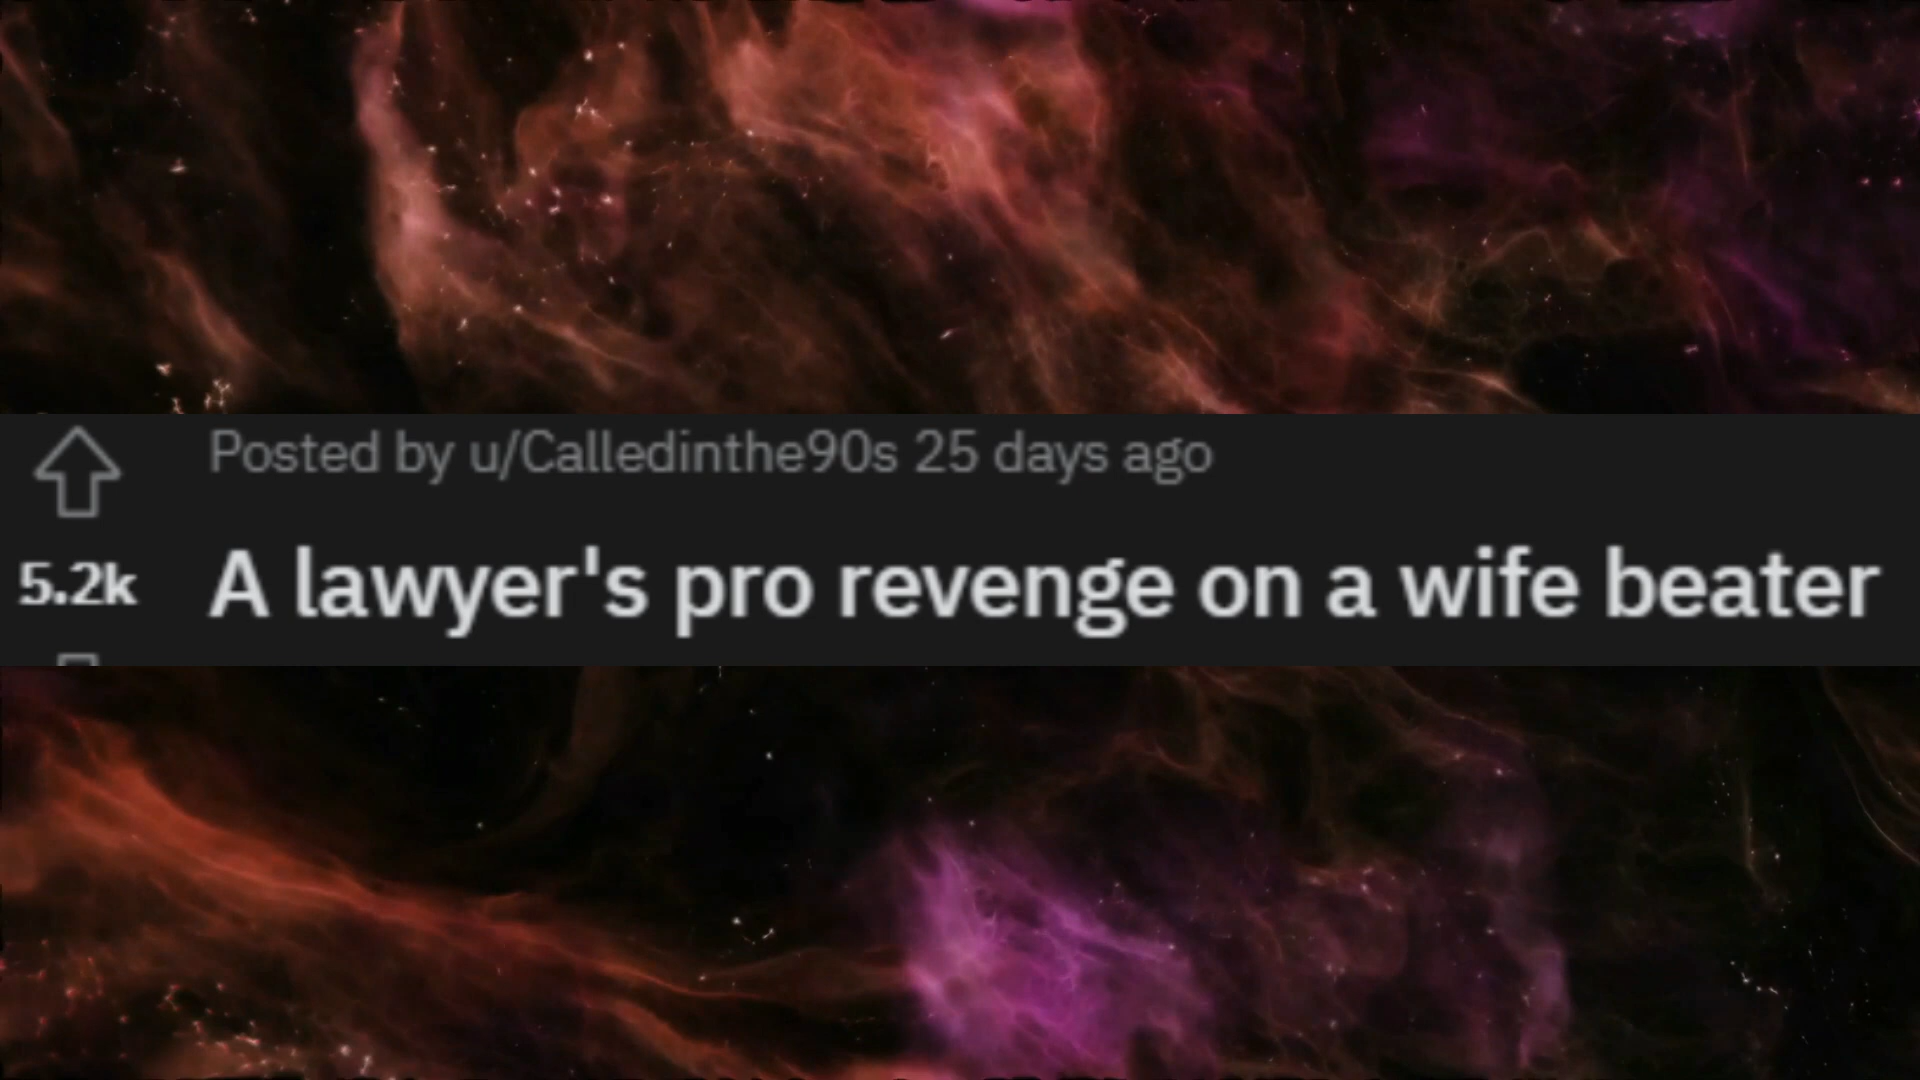 Posted by u/Calledinthe90s 25 days ago
5.2k A lawyer's pro revenge on a wife beater